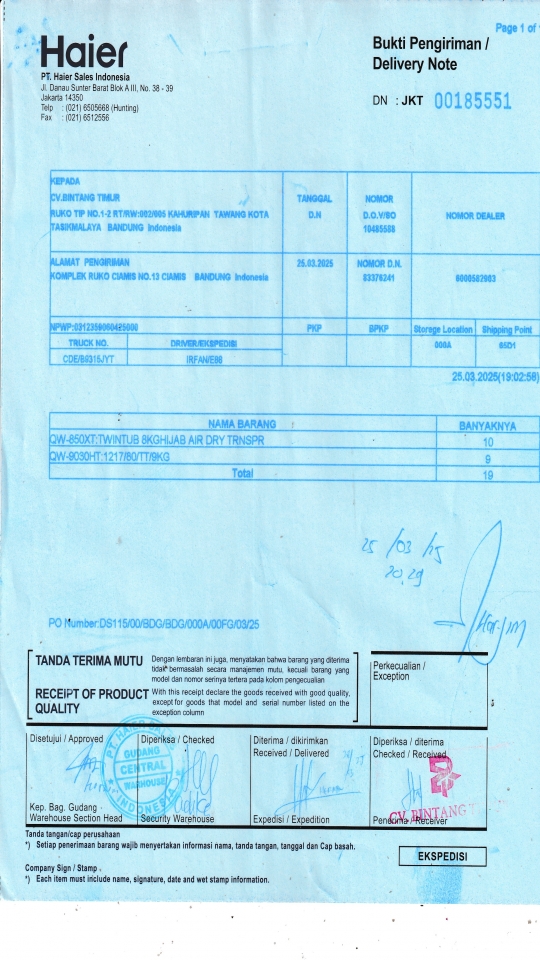 Page 1 of
Haier
Bukti Pengiriman /
Delivery Note
PT. Haier Sales Indonesia
Jl. Danau Sunter Barat Blok A III, No. 38 - 39
Jakarta 14350
Telp : (021) 6505668 (Hunting)
Fax : (021) 6512556
DN : JKT 00185551
KEPADA
CV.BINTANG TIMUR
RUKO TIP NO.1-2 RT/RW:002/005 KAHURIPAN TAWANG KOTA
TASIKMALAYA BANDUNG Indonesia
TANGGAL
D.N
NOMOR
D.O.V/SO
NOMOR DEALER
ALAMAT PENGIRIMAN
KOMPLEK RUKO CIAMIS NO.13 CIAMIS BANDUNG Indonesia
25.03.2025
NOMOR D.N.
83376241
PKP
Storege Location
Shipping Point
TRUCK NO.
DRIVER/EKSPEDISI
000A
IRFAN/E98
25.03.2025(19:02:58)
NAMA BARANG BANYAKNYA
QW-850XT:TWINTUB 8KGHIJAB AIR DRY TRNSPR 10
QW-9030HT:1217/80/TT/9KG 9
Total 19
25/03/25
20.29
PO Number:DS115/00/BDG/BDG/000A/00FG/03/25
TANDA TERIMA MUTU
Dengan lembaran ini juga, menyatakan bahwa barang yang diterima
tidak bermasalah secara manajemen mutu, kecuali barang yang
model dan nomor serinya tertera pada kolom pengecualian
RECEIPT OF PRODUCT
QUALITY
With this receipt declare the goods received with good quality,
except for goods that model and serial number listed on the
exception column
Perkecualian /
Exception
Disetujui / Approved
Diperiksa / Checked
Diterima / dikirimkan
Received / Delivered
Diperiksa / diterima
Checked / Received
PT. HAIER
GUDANG
CENTRAL
WAREHOUSE
INDONESIA
CV. BINTANG
Kep. Bag. Gudang
Warehouse Section Head
Security Warehouse
Expedisi / Expedition
Penerima / Receiver
Tanda tangan/cap perusahaan
*) Setiap penerimaan barang wajib menyertakan informasi nama, tanda tangan, tanggal dan Cap basah.
EKSPEDISI
Company Sign / Stamp
*) Each item must include name, signature, date and wet stamp information.